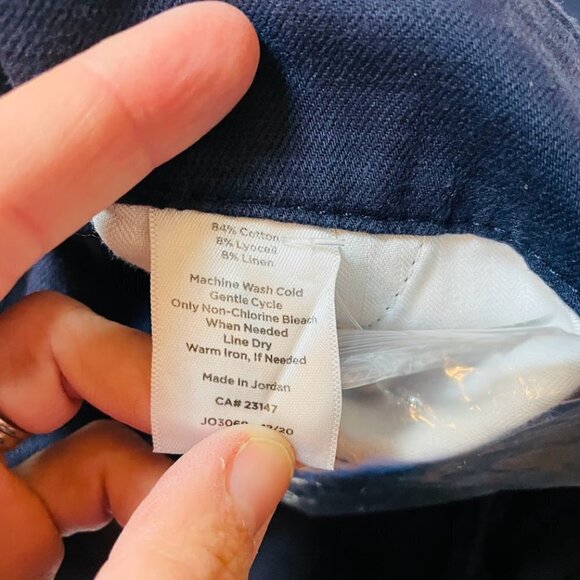 84% Cotton
8% Lyocell
8% Linen
Machine Wash Cold
Gentle Cycle
Only Non-Chlorine Bleach
When Needed
Line Dry
Warm Iron, If Needed
Made in Jordan
CA# 23147